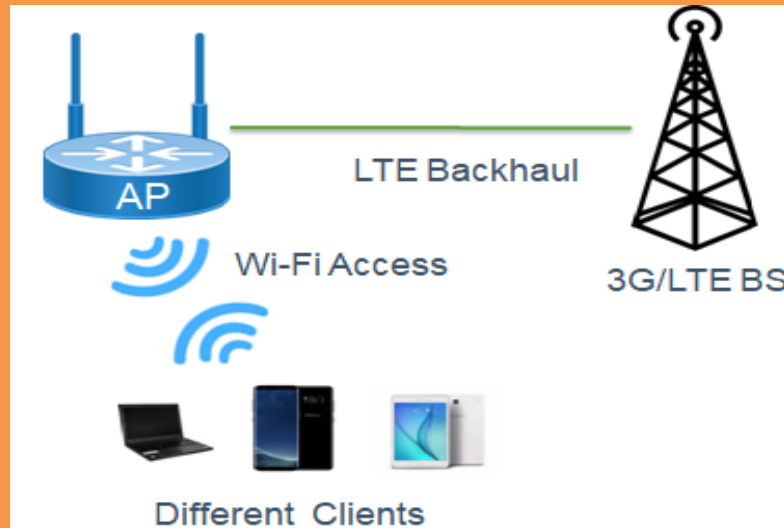 AP
LTE Backhaul
Wi-Fi Access
3G/LTE BS
Different Clients